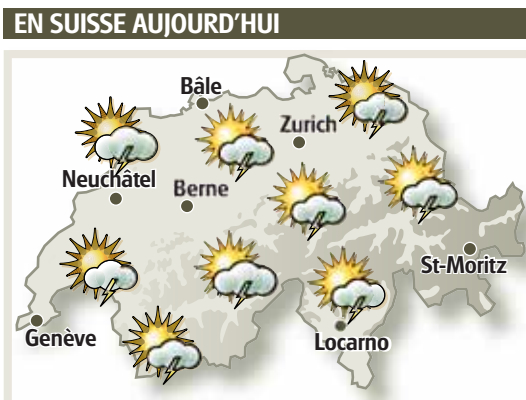 EN SUISSE AUJOURD'HUI
Bâle
Zurich
Neuchâtel
Berne
St-Moritz
Genève
Locarno